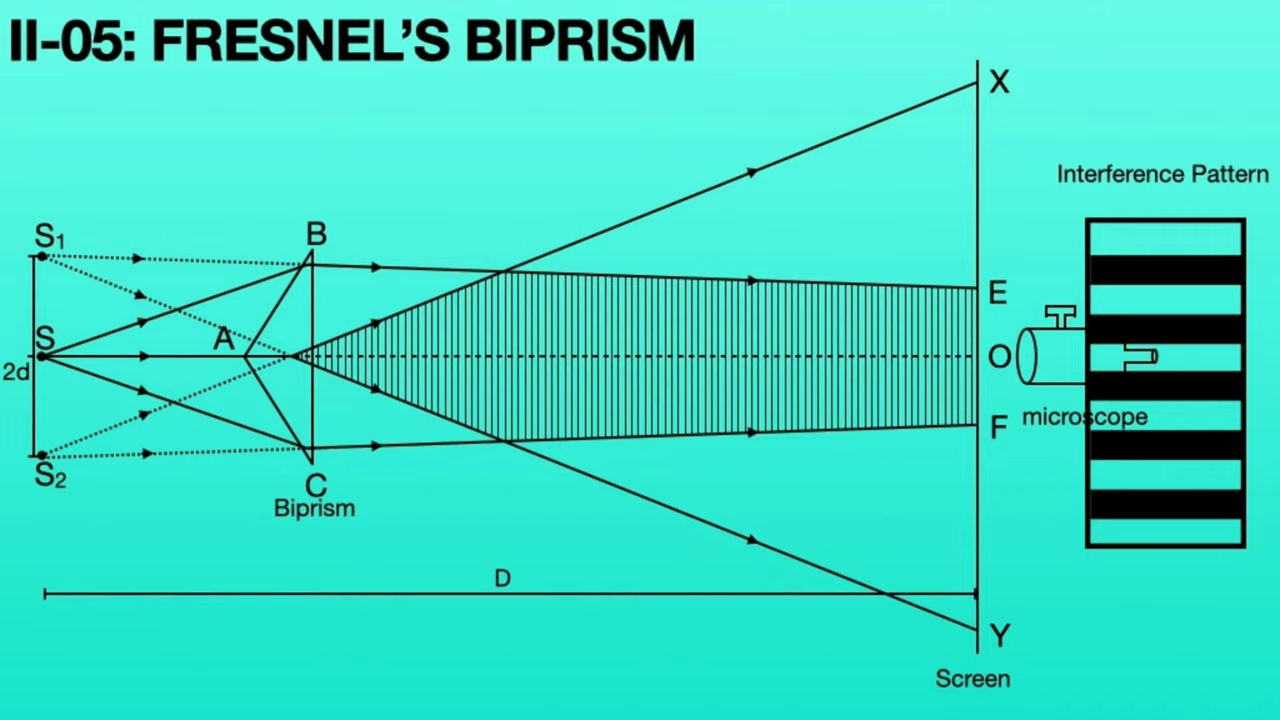 II-05: FRESNEL'S BIPRISM
X
Interference Pattern
S1
B
E
S
A
O
2d
microscope
F
S2
C
Biprism
D
Y
Screen